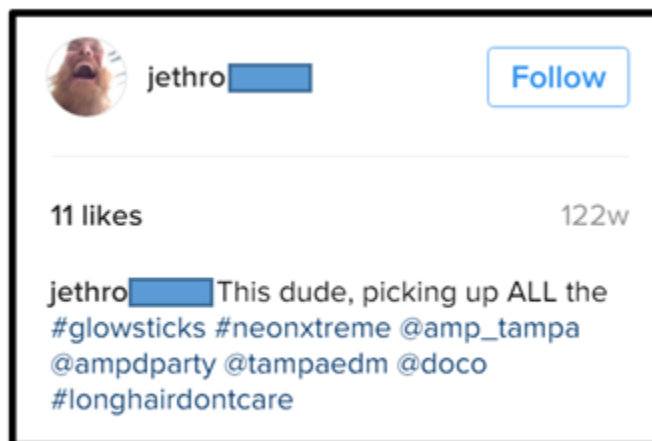 jethro
Follow
11 likes
122w
jethro This dude, picking up ALL the
#glowsticks #neonxtreme @amp_tampa
@ampdparty @tampaedm @doco
#longhairdontcare